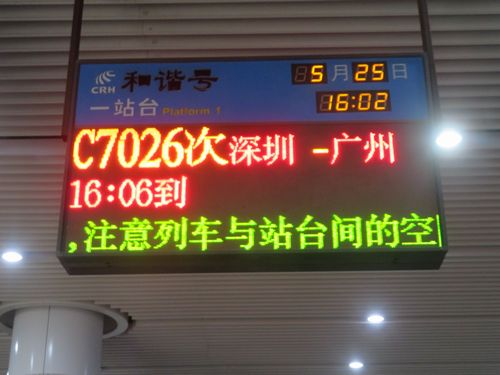 CRH 和谐号 5月25日
一站台 Platform 1 16:02
C7026次深圳 -广州
16:06到
,注意列车与站台间的空